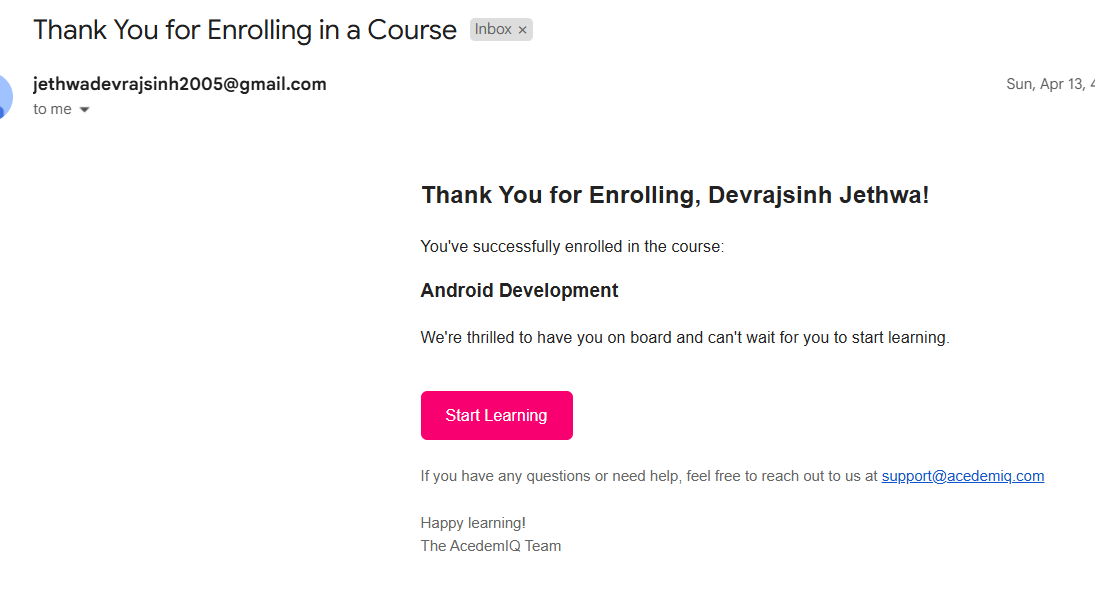 Thank You for Enrolling in a Course Inbox ×
jethwadevrajsinh2005@gmail.com Sun, Apr 13,
to me
Thank You for Enrolling, Devrajsinh Jethwa!
You've successfully enrolled in the course:
Android Development
We're thrilled to have you on board and can't wait for you to start learning.
Start Learning
If you have any questions or need help, feel free to reach out to us at support@acedemiq.com
Happy learning!
The AcedemIQ Team